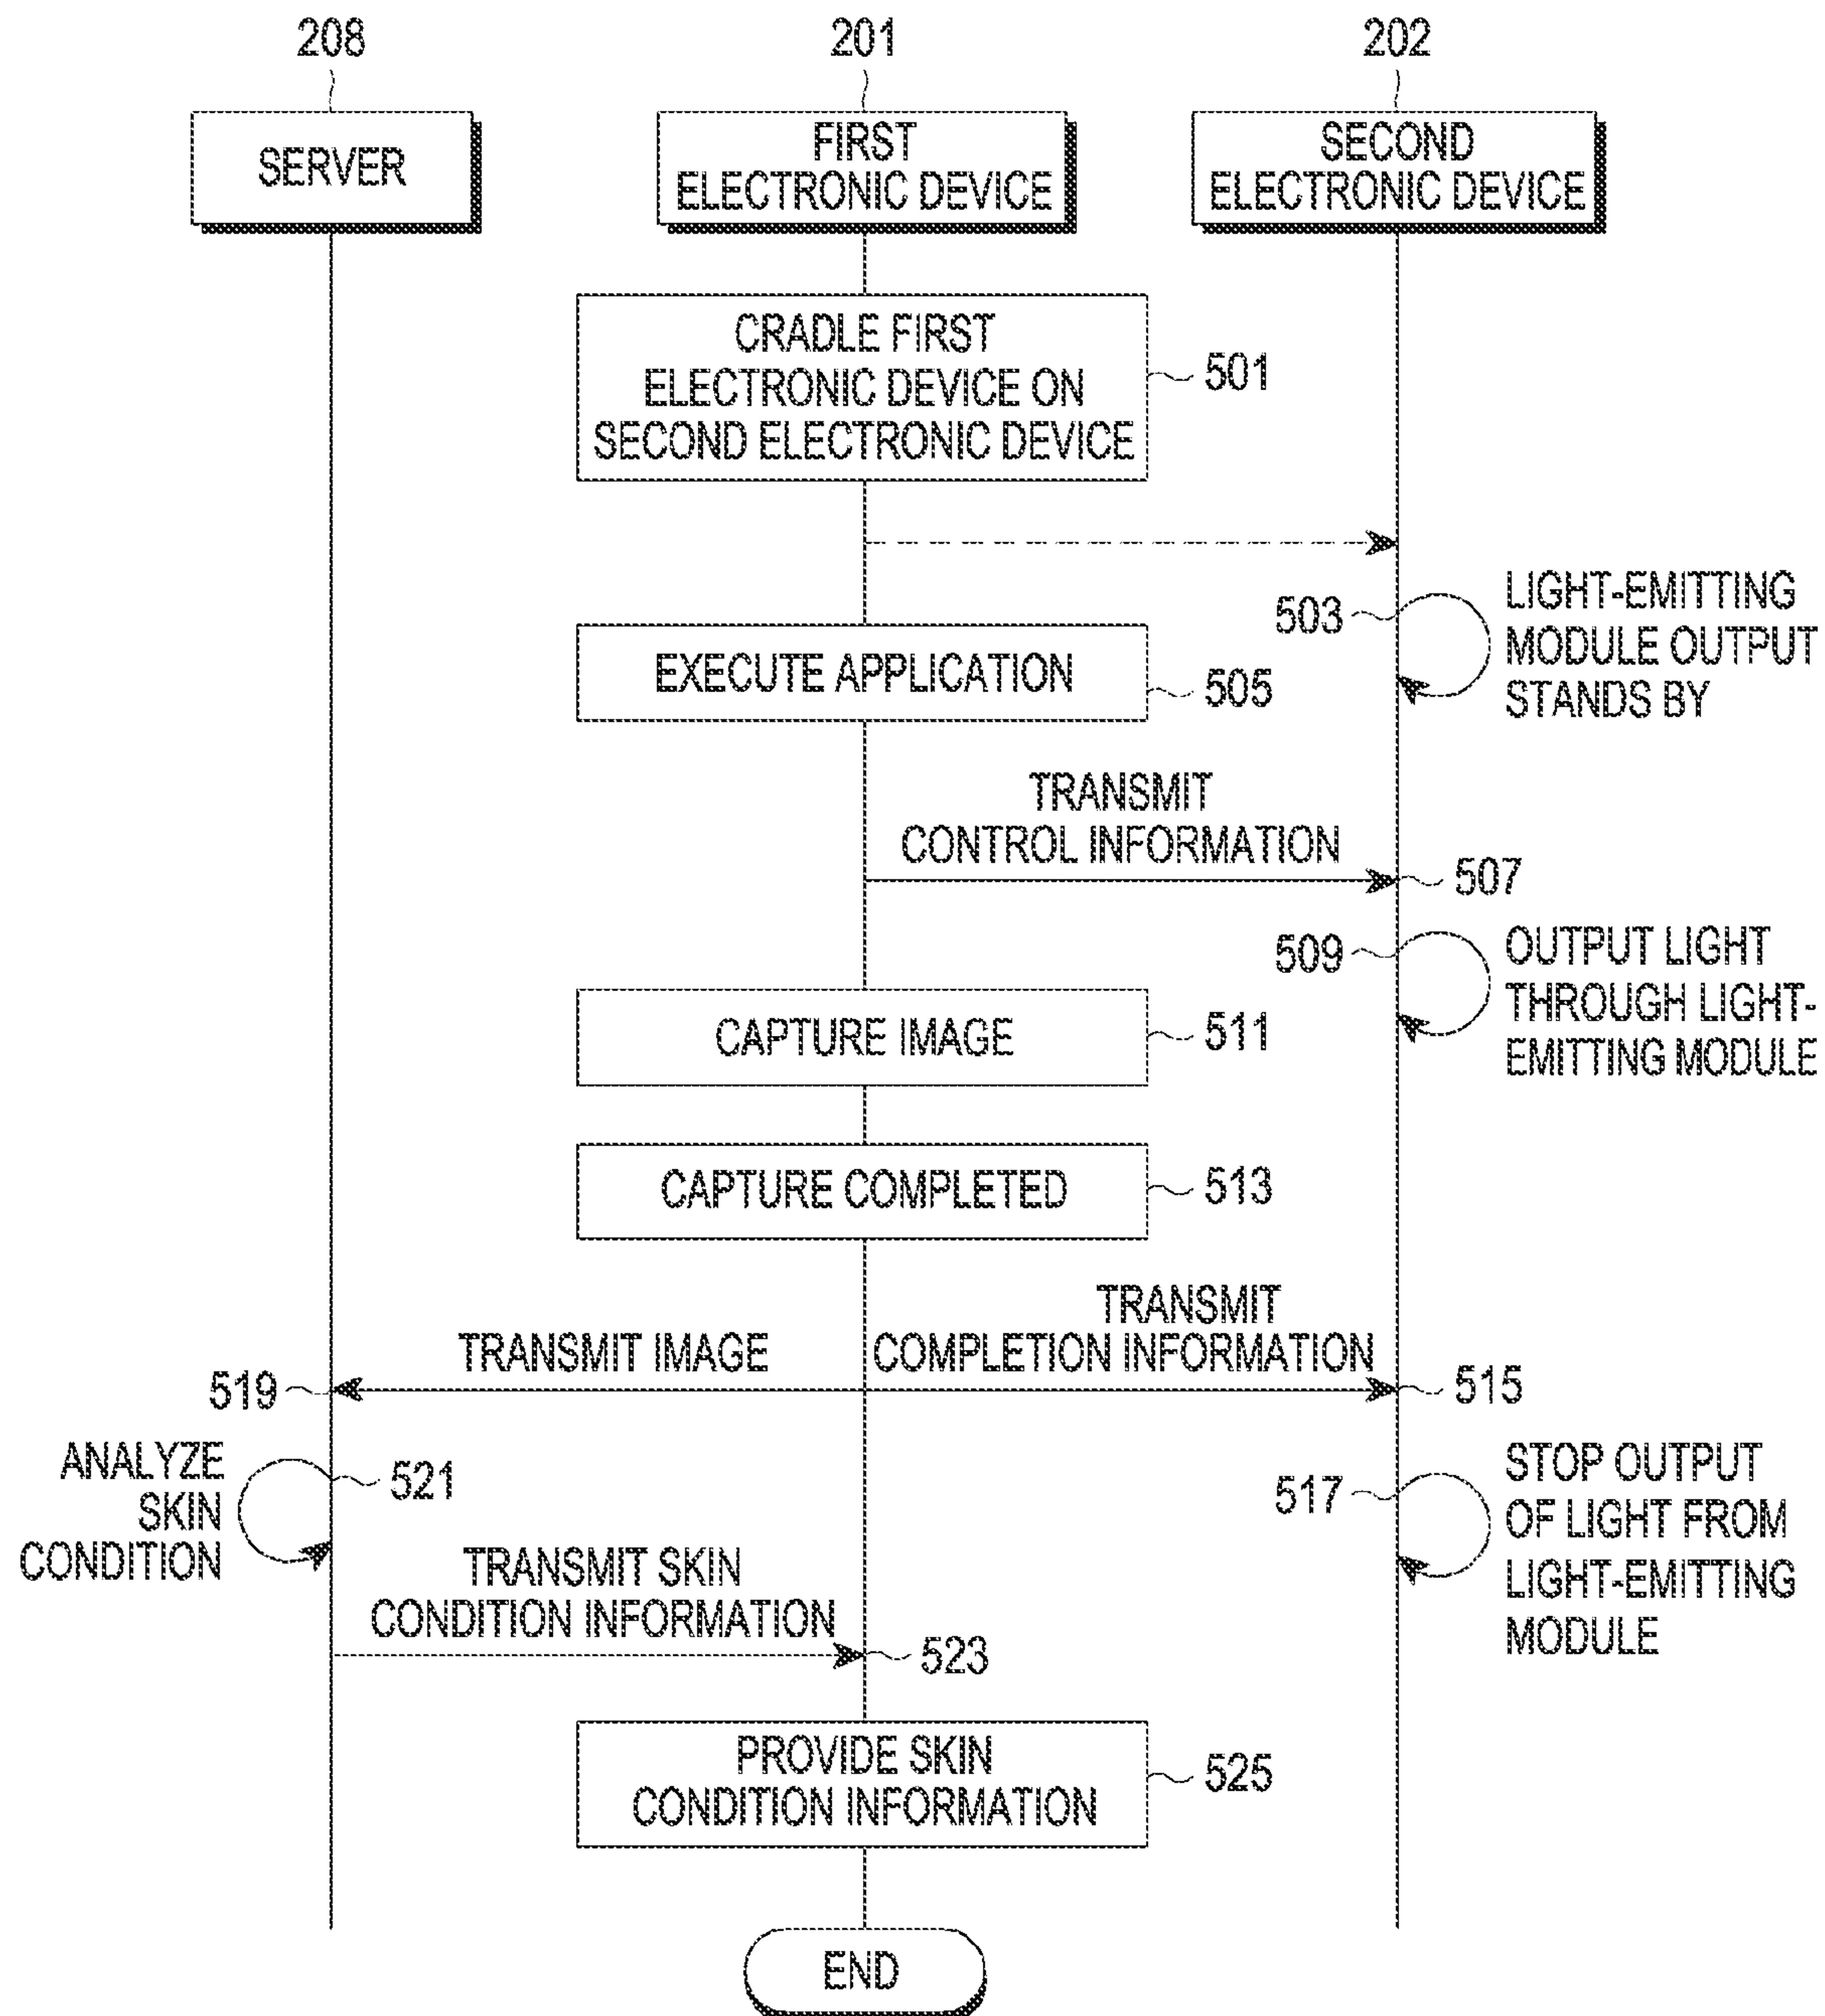 208
201
202
SERVER
FIRST
ELECTRONIC DEVICE
SECOND
ELECTRONIC DEVICE
CRADLE FIRST
ELECTRONIC DEVICE ON
SECOND ELECTRONIC DEVICE
501
503
LIGHT-EMITTING
MODULE OUTPUT
STANDS BY
EXECUTE APPLICATION
505
TRANSMIT
CONTROL INFORMATION
507
509
OUTPUT LIGHT
THROUGH LIGHT-
EMITTING MODULE
CAPTURE IMAGE
511
CAPTURE COMPLETED
513
TRANSMIT IMAGE
519
TRANSMIT
COMPLETION INFORMATION
515
ANALYZE
SKIN
CONDITION
521
517
STOP OUTPUT
OF LIGHT FROM
LIGHT-EMITTING
MODULE
TRANSMIT SKIN
CONDITION INFORMATION
523
PROVIDE SKIN
CONDITION INFORMATION
525
END